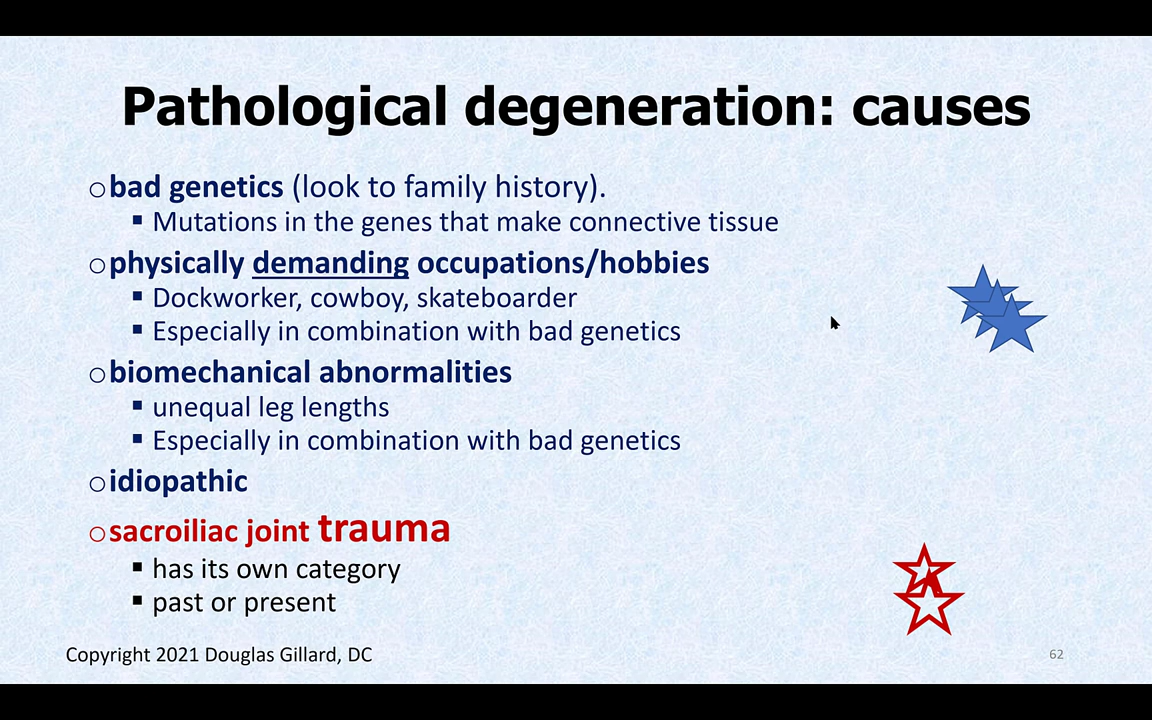 Pathological degeneration: causes
○bad genetics (look to family history).
▪ Mutations in the genes that make connective tissue
○physically demanding occupations/hobbies
▪ Dockworker, cowboy, skateboarder
▪ Especially in combination with bad genetics
○biomechanical abnormalities
▪ unequal leg lengths
▪ Especially in combination with bad genetics
○idiopathic
○sacroiliac joint trauma
▪ has its own category
▪ past or present
Copyright 2021 Douglas Gillard, DC
62